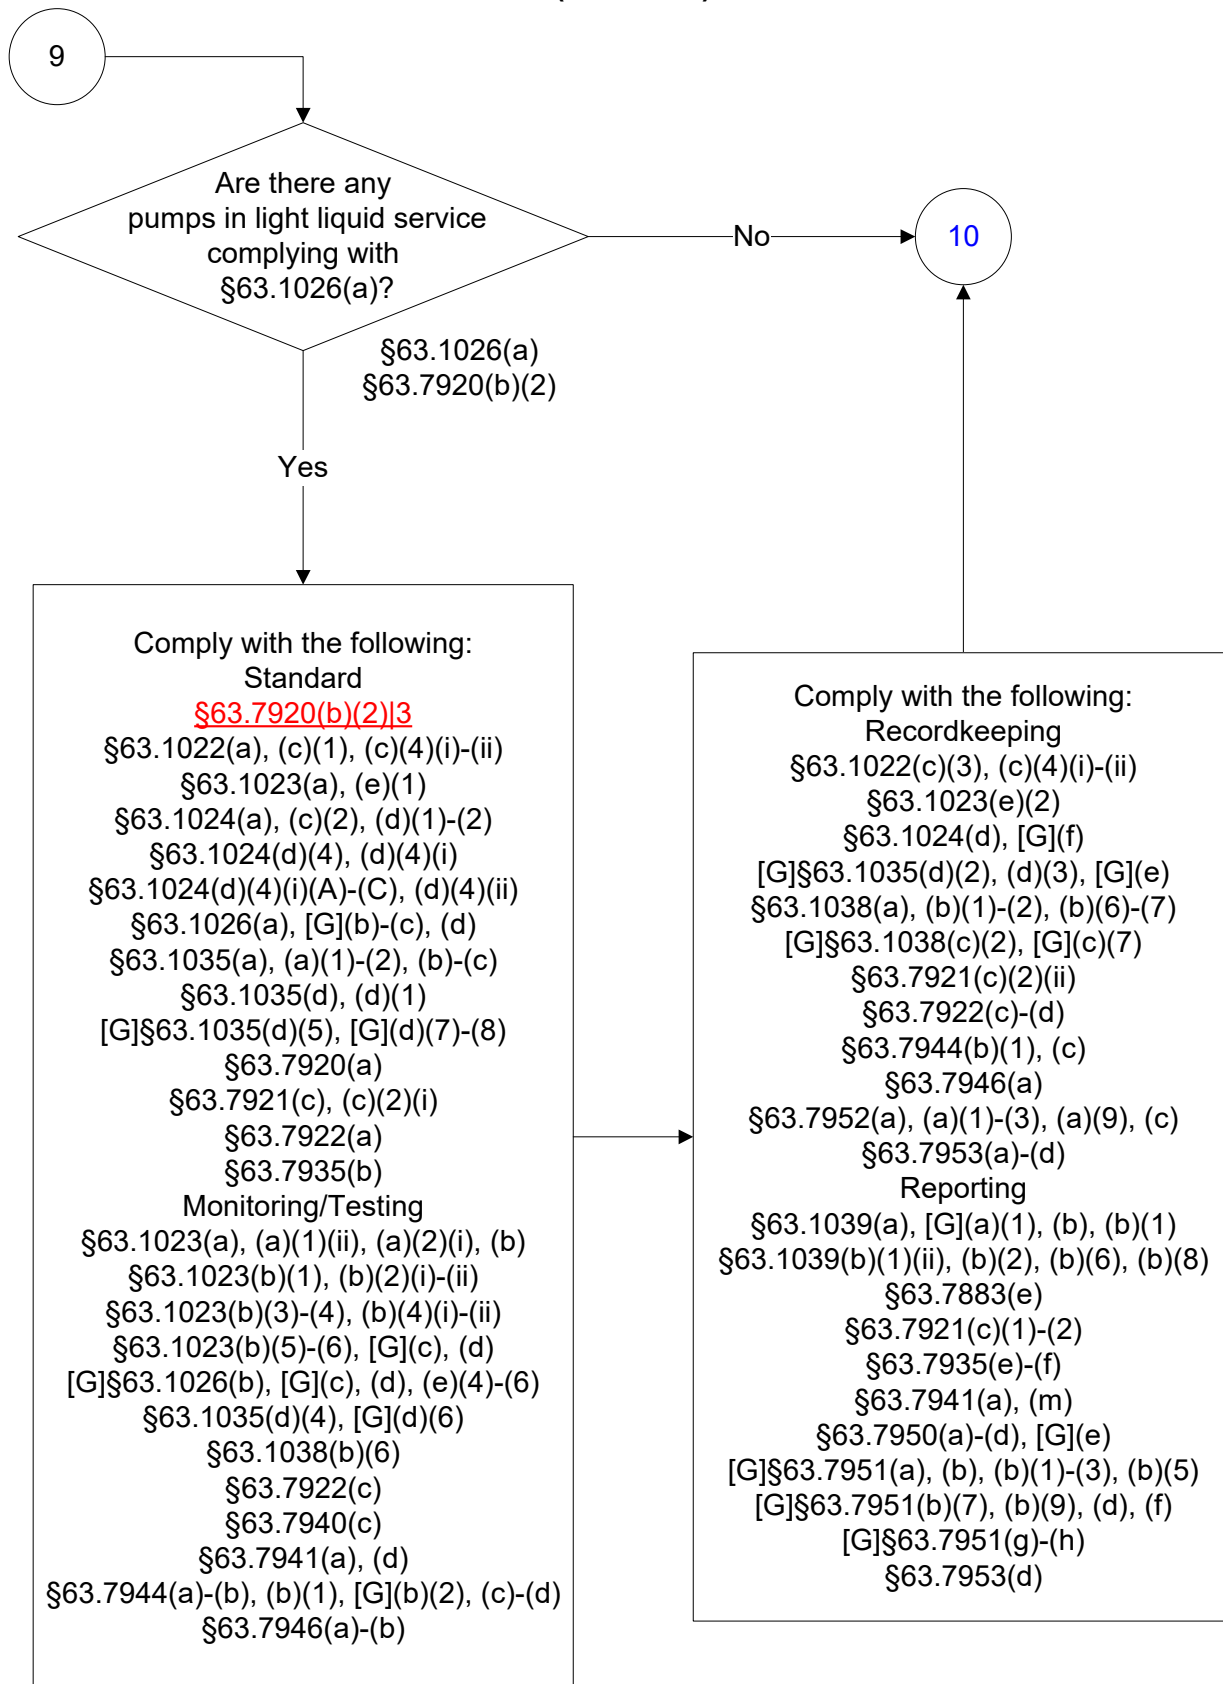 9
Are there any
pumps in light liquid service
complying with
§63.1026(a)?
No
10
§63.1026(a)
§63.7920(b)(2)
Yes
Comply with the following:
Standard
§63.7920(b)(2)|3
§63.1022(a), (c)(1), (c)(4)(i)-(ii)
§63.1023(a), (e)(1)
§63.1024(a), (c)(2), (d)(1)-(2)
§63.1024(d)(4), (d)(4)(i)
§63.1024(d)(4)(i)(A)-(C), (d)(4)(ii)
§63.1026(a), [G](b)-(c), (d)
§63.1035(a), (a)(1)-(2), (b)-(c)
§63.1035(d), (d)(1)
[G]§63.1035(d)(5), [G](d)(7)-(8)
§63.7920(a)
§63.7921(c), (c)(2)(i)
§63.7922(a)
§63.7935(b)
Monitoring/Testing
§63.1023(a), (a)(1)(ii), (a)(2)(i), (b)
§63.1023(b)(1), (b)(2)(i)-(ii)
§63.1023(b)(3)-(4), (b)(4)(i)-(ii)
§63.1023(b)(5)-(6), [G](c), (d)
[G]§63.1026(b), [G](c), (d), (e)(4)-(6)
§63.1035(d)(4), [G](d)(6)
§63.1038(b)(6)
§63.7922(c)
§63.7940(c)
§63.7941(a), (d)
§63.7944(a)-(b), (b)(1), [G](b)(2), (c)-(d)
§63.7946(a)-(b)
Comply with the following:
Recordkeeping
§63.1022(c)(3), (c)(4)(i)-(ii)
§63.1023(e)(2)
§63.1024(d), [G](f)
[G]§63.1035(d)(2), (d)(3), [G](e)
§63.1038(a), (b)(1)-(2), (b)(6)-(7)
[G]§63.1038(c)(2), [G](c)(7)
§63.7921(c)(2)(ii)
§63.7922(c)-(d)
§63.7944(b)(1), (c)
§63.7946(a)
§63.7952(a), (a)(1)-(3), (a)(9), (c)
§63.7953(a)-(d)
Reporting
§63.1039(a), [G](a)(1), (b), (b)(1)
§63.1039(b)(1)(ii), (b)(2), (b)(6), (b)(8)
§63.7883(e)
§63.7921(c)(1)-(2)
§63.7935(e)-(f)
§63.7941(a), (m)
§63.7950(a)-(d), [G](e)
[G]§63.7951(a), (b), (b)(1)-(3), (b)(5)
[G]§63.7951(b)(7), (b)(9), (d), (f)
[G]§63.7951(g)-(h)
§63.7953(d)